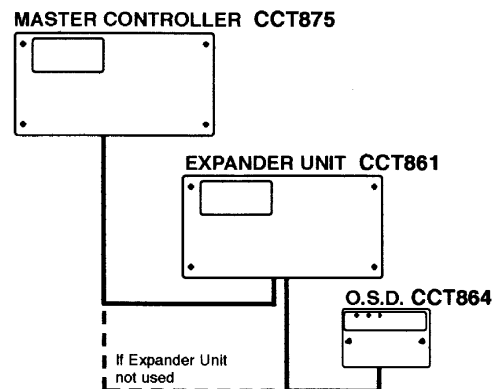 MASTER CONTROLLER CCT875
EXPANDER UNIT CCT861
O.S.D. CCT864
If Expander Unit
not used